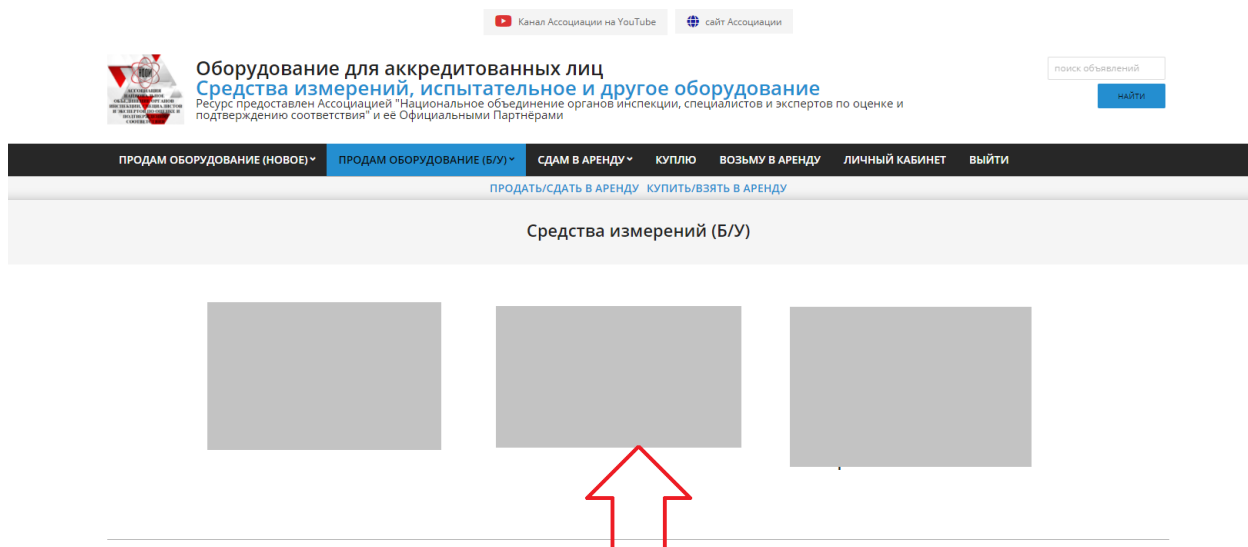 Канал Ассоциации на YouTube
сайт Ассоциации
Оборудование для аккредитованных лиц
Средства измерений, испытательное и другое оборудование
Ресурс предоставлен Ассоциацией "Национальное объединение органов инспекции, специалистов и экспертов по оценке и
подтверждению соответствия" и её Официальными Партнёрами
поиск объявлений
НАЙТИ
ПРОДАМ ОБОРУДОВАНИЕ (НОВОЕ) ПРОДАМ ОБОРУДОВАНИЕ (Б/У) СДАМ В АРЕНДУ КУПЛЮ ВОЗЬМУ В АРЕНДУ ЛИЧНЫЙ КАБИНЕТ ВЫЙТИ
ПРОДАТЬ/СДАТЬ В АРЕНДУ КУПИТЬ/ВЗЯТЬ В АРЕНДУ
Средства измерений (Б/У)